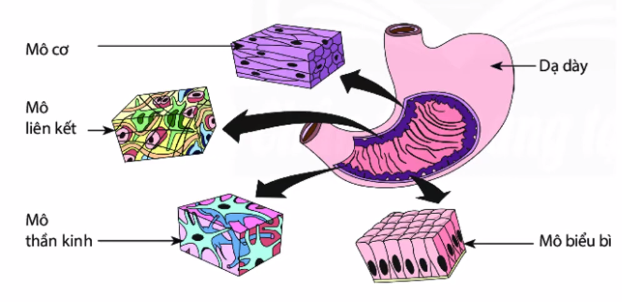 Mô cơ
Dạ dày
Mô
liên kết
Mô
thần kinh
Mô biểu bì